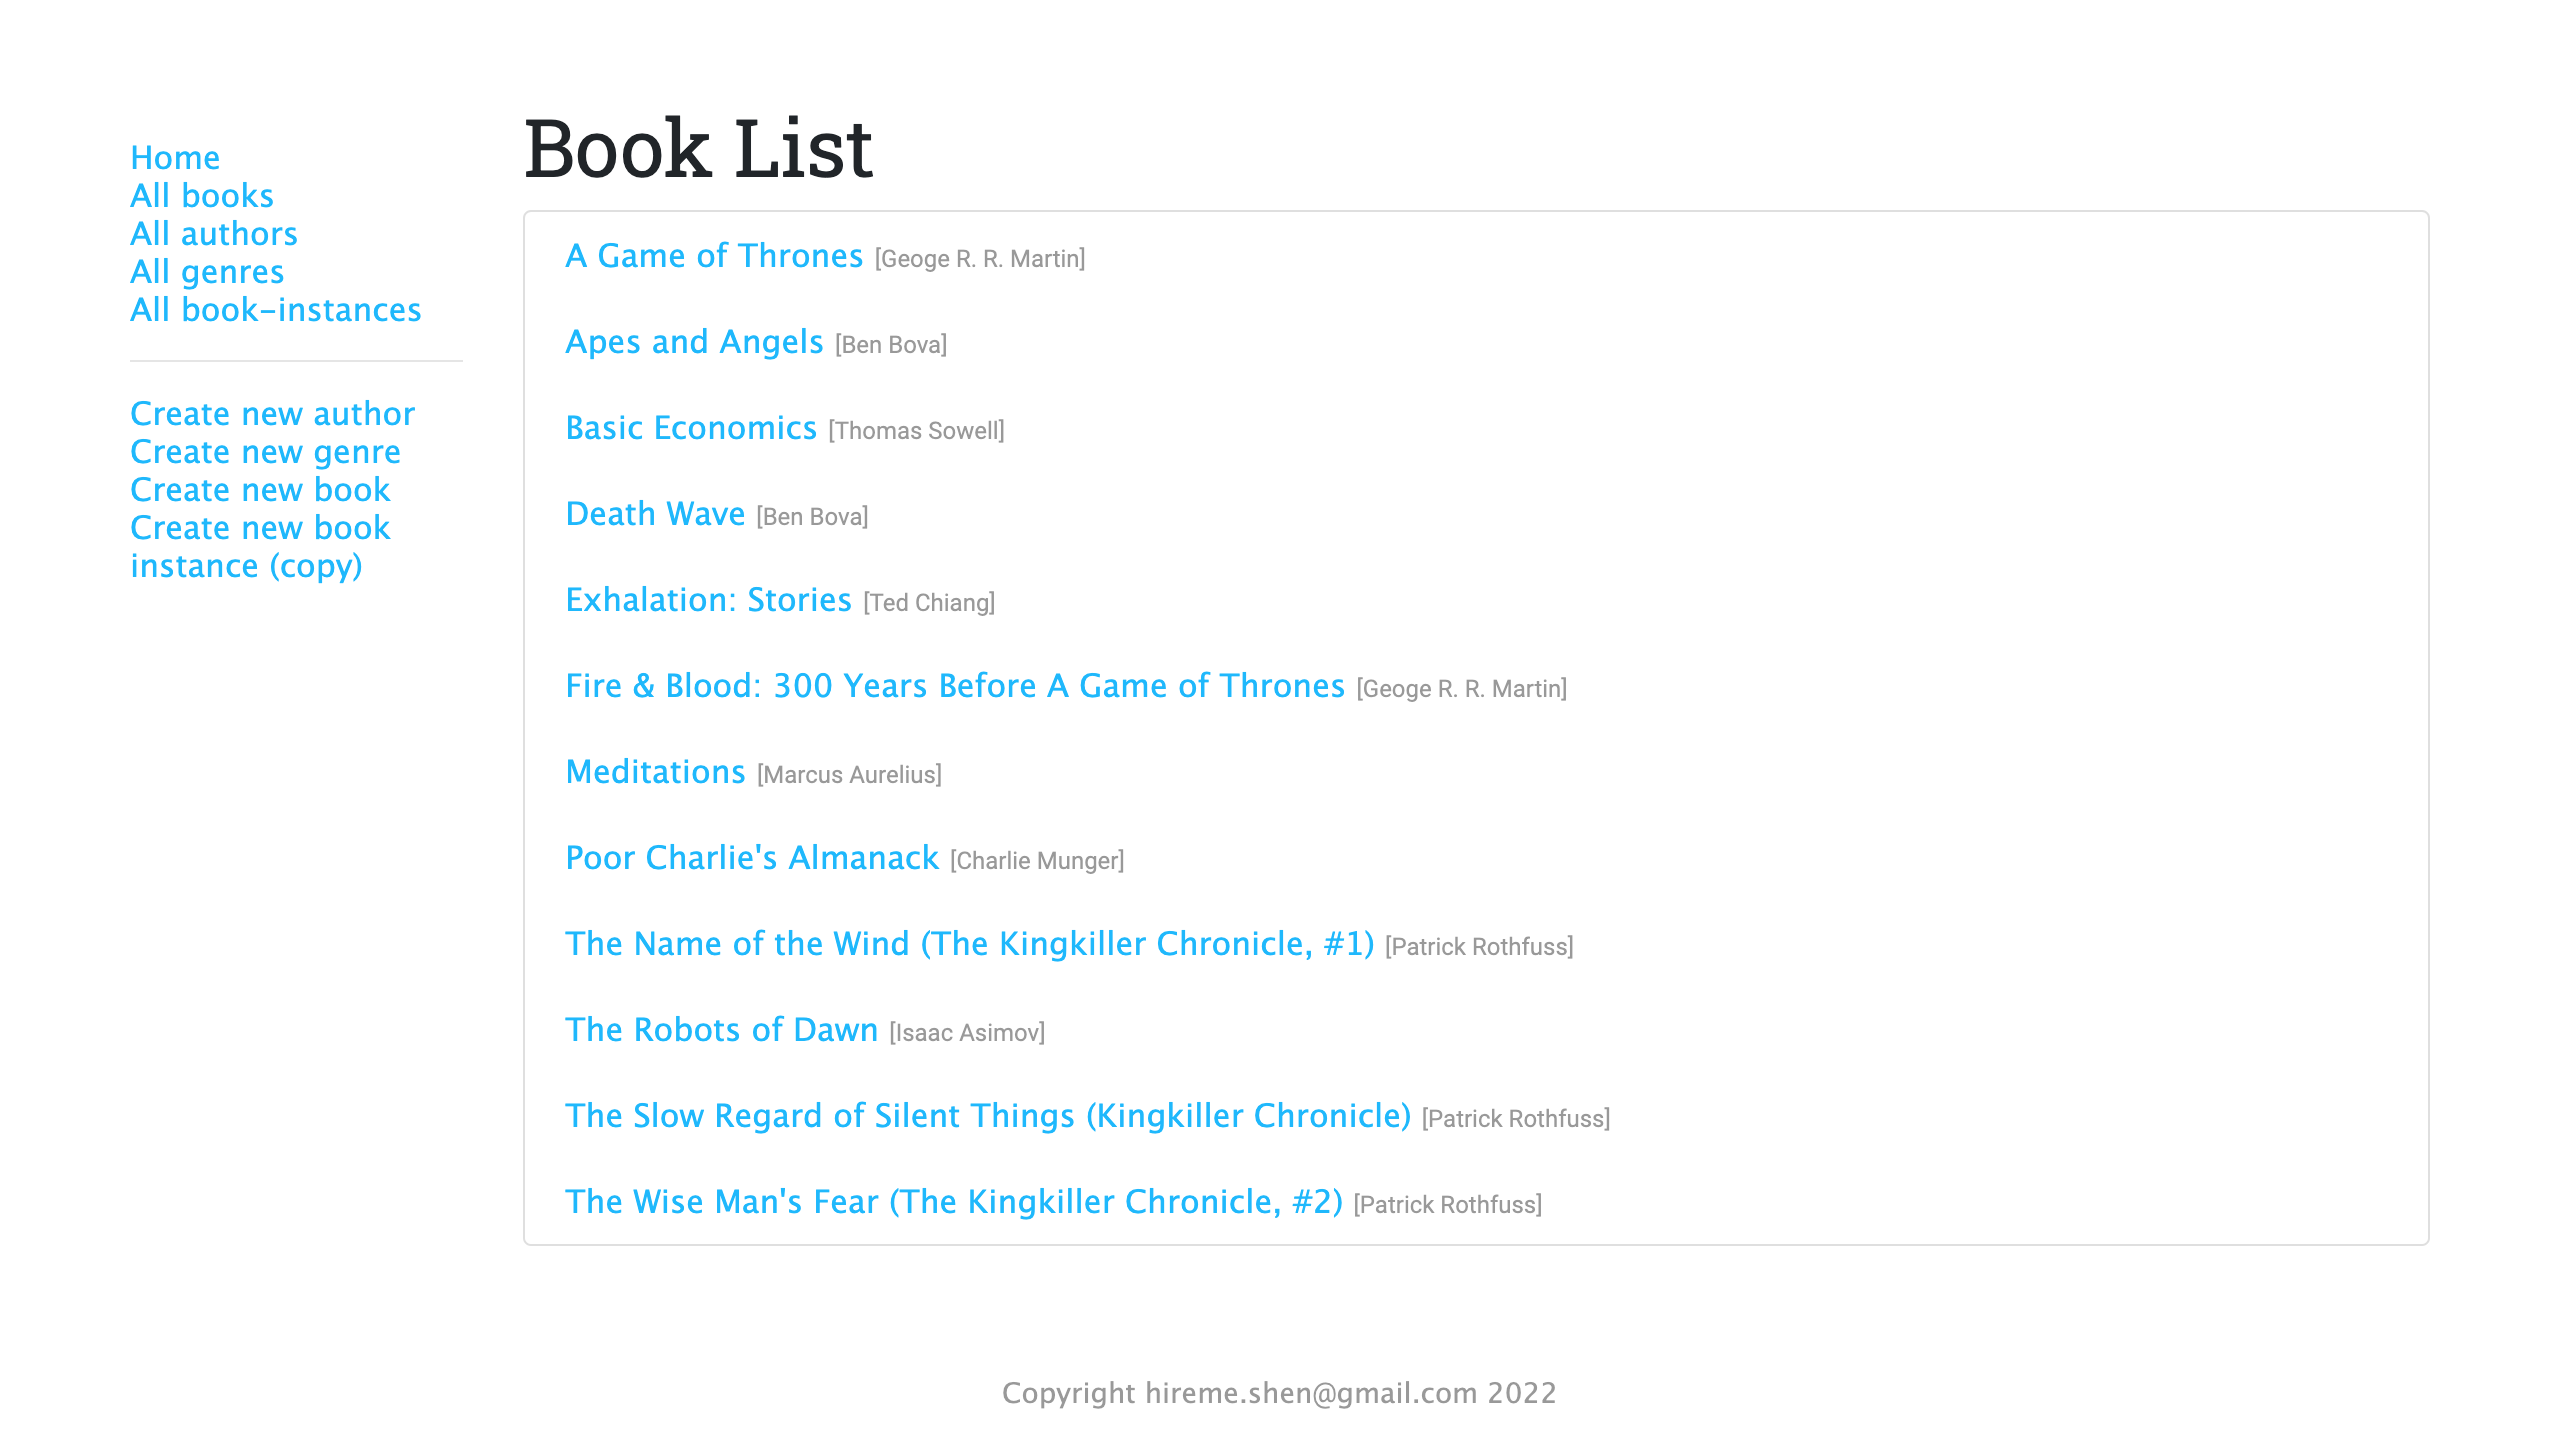 Home
All books
All authors
All genres
All book-instances
Create new author
Create new genre
Create new book
Create new book
instance (copy)
Book List
A Game of Thrones [Geoge R. R. Martin]
Apes and Angels [Ben Bova]
Basic Economics [Thomas Sowell]
Death Wave [Ben Bova]
Exhalation: Stories [Ted Chiang]
Fire & Blood: 300 Years Before A Game of Thrones [Geoge R. R. Martin]
Meditations [Marcus Aurelius]
Poor Charlie's Almanack [Charlie Munger]
The Name of the Wind (The Kingkiller Chronicle, #1) [Patrick Rothfuss]
The Robots of Dawn [Isaac Asimov]
The Slow Regard of Silent Things (Kingkiller Chronicle) [Patrick Rothfuss]
The Wise Man's Fear (The Kingkiller Chronicle, #2) [Patrick Rothfuss]
Copyright hireme.shen@gmail.com 2022